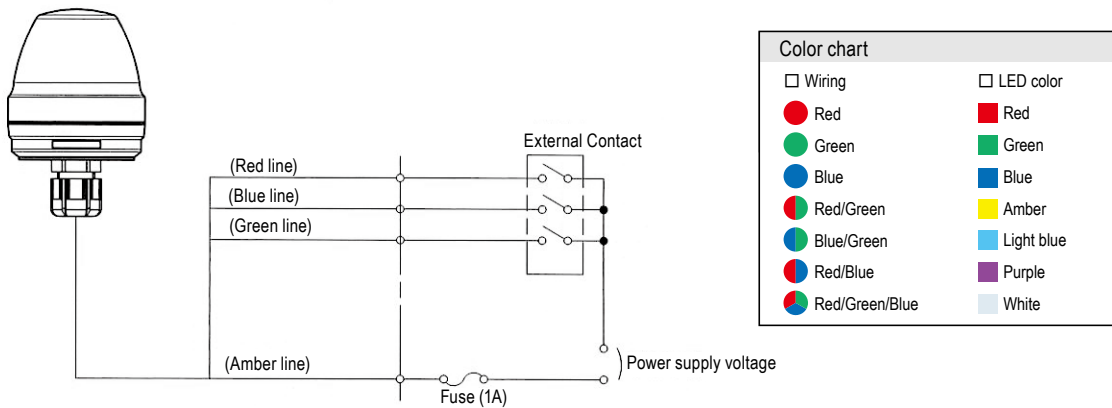 External Contact
(Red line)
(Blue line)
(Green line)
(Amber line)
Fuse (1A)
Power supply voltage
Color chart
Wiring LED color
Red Red
Green Green
Blue Blue
Red/Green Amber
Blue/Green Light blue
Red/Blue Purple
Red/Green/Blue White